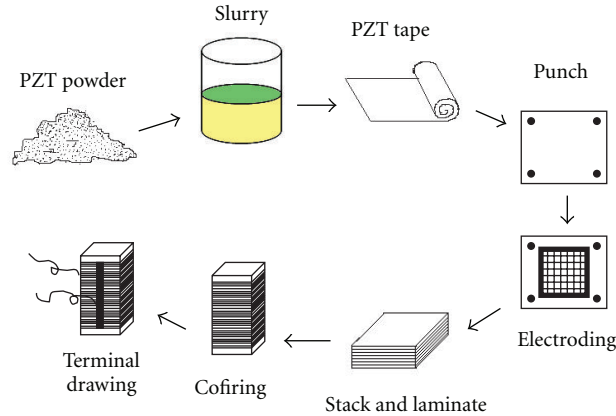 Slurry
PZT tape
PZT powder
Punch
Electroding
Stack and laminate
Cofiring
Terminal
drawing